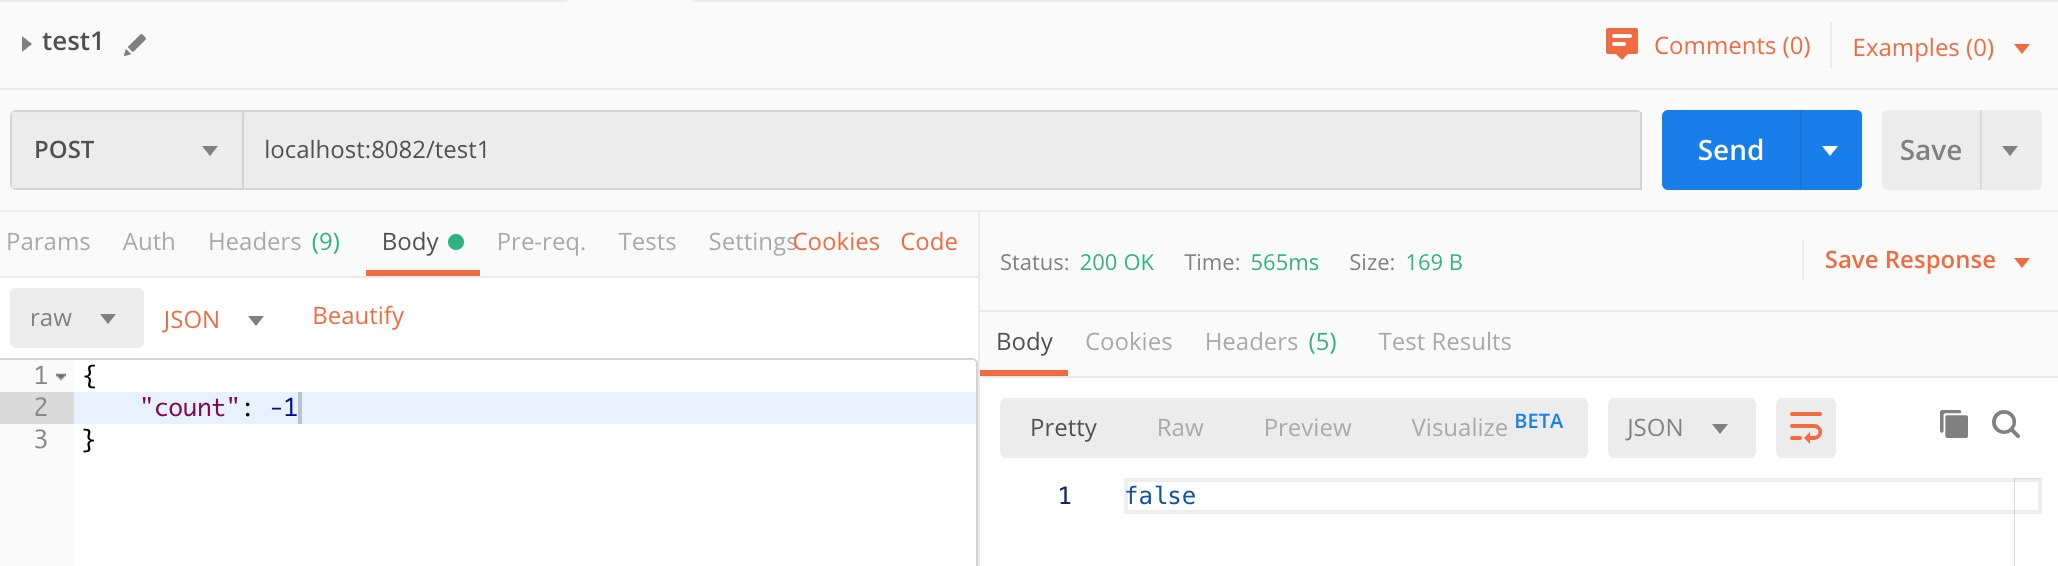 test1
Comments (0)
Examples (0)
POST
localhost:8082/test1
Send
Save
Params Auth Headers (9) Body Pre-req. Tests Settings Cookies Code
raw JSON Beautify
1 {
2 "count": -1
3 }
Status: 200 OK Time: 565ms Size: 169 B
Save Response
Body Cookies Headers (5) Test Results
Pretty Raw Preview Visualize BETA JSON
1 false